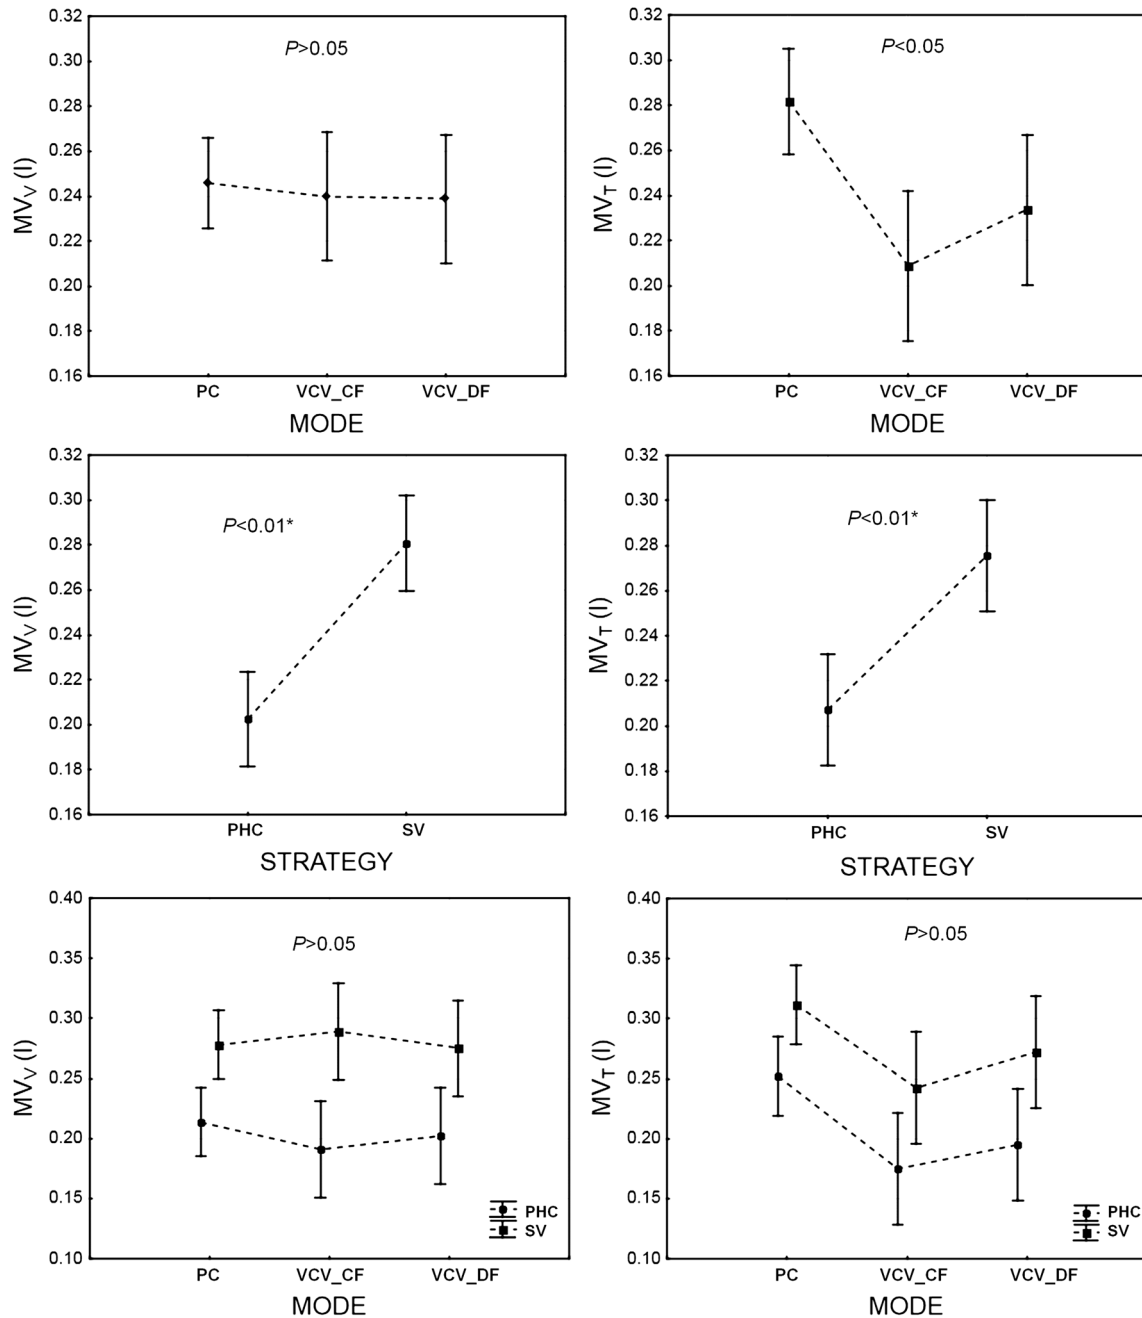 0.32
0.30
0.28
0.26
0.24
0.22
0.20
0.18
0.16
MV_V (l)
P>0.05
PC VCV_CF VCV_DF
MODE
0.32
0.30
0.28
0.26
0.24
0.22
0.20
0.18
0.16
MV_T (l)
P<0.05
PC VCV_CF VCV_DF
MODE
0.32
0.30
0.28
0.26
0.24
0.22
0.20
0.18
0.16
MV_V (l)
P<0.01*
PHC SV
STRATEGY
0.32
0.30
0.28
0.26
0.24
0.22
0.20
0.18
0.16
MV_T (l)
P<0.01*
PHC SV
STRATEGY
0.40
0.35
0.30
0.25
0.20
0.15
0.10
MV_V (l)
P>0.05
PHC
SV
PC VCV_CF VCV_DF
MODE
0.40
0.35
0.30
0.25
0.20
0.15
0.10
MV_T (l)
P>0.05
PHC
SV
PC VCV_CF VCV_DF
MODE